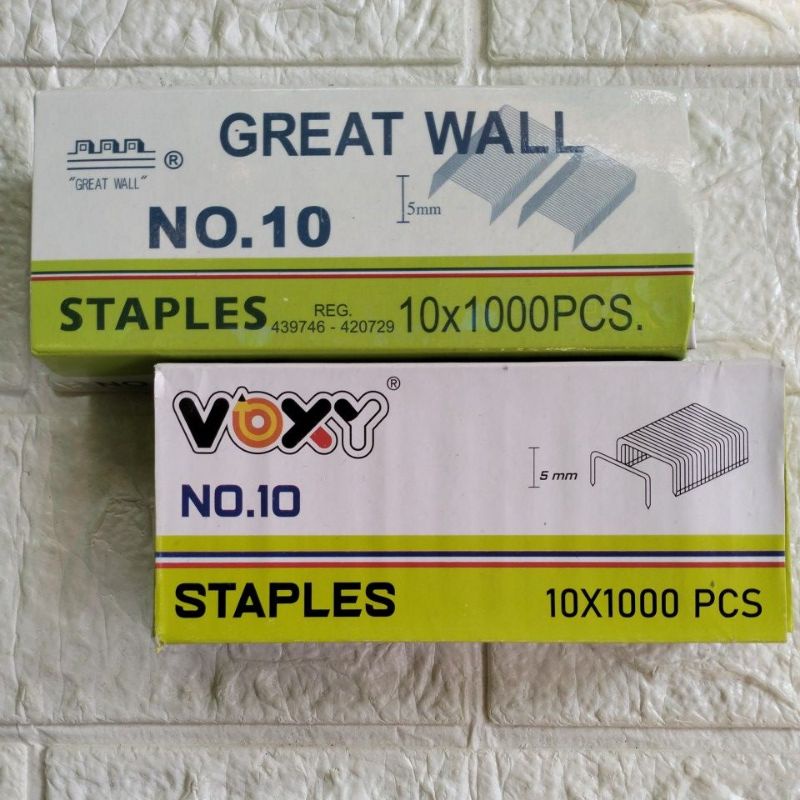 GREAT WALL
®
"GREAT WALL"
5mm
NO.10
STAPLES
REG.
439746 - 420729
10x1000PCS.
NO.
VOXY®
NO.10
5 mm
STAPLES
10X1000 PCS